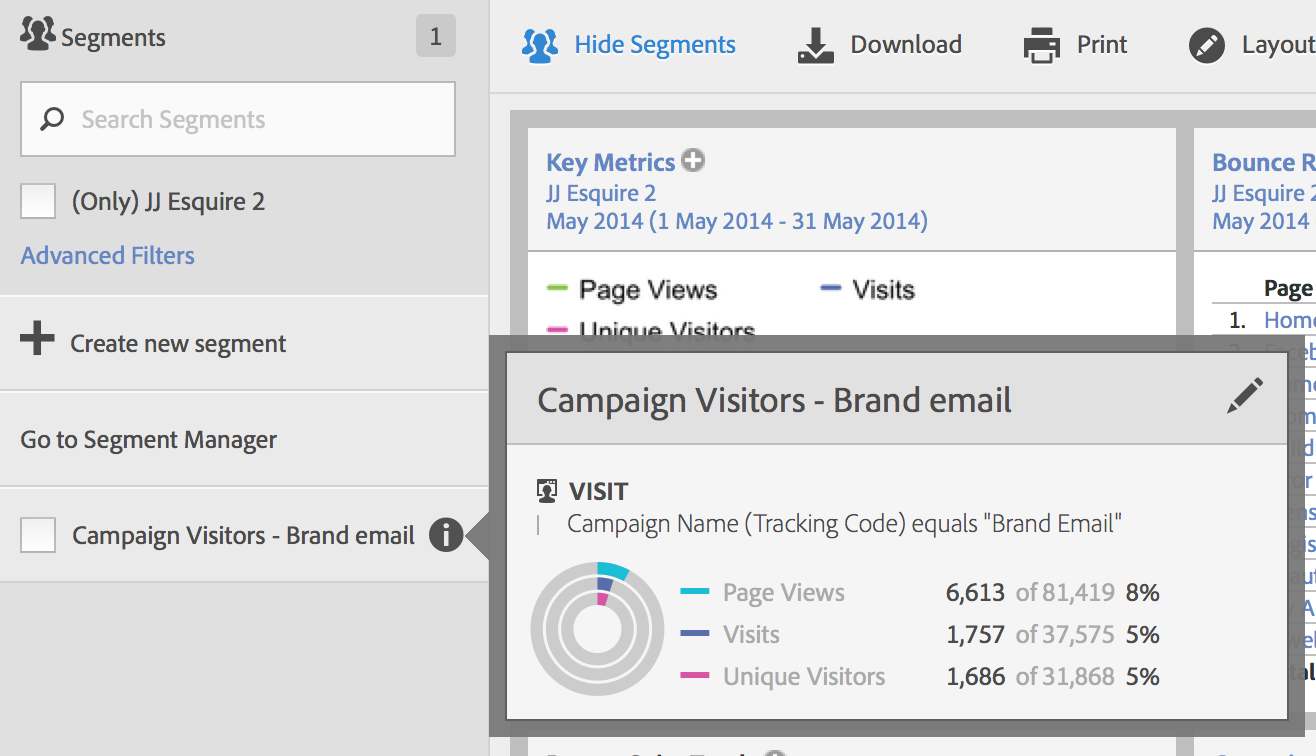 Segments 1
Search Segments
(Only) JJ Esquire 2
Advanced Filters
Create new segment
Go to Segment Manager
Campaign Visitors - Brand email
Hide Segments Download Print Layout
Key Metrics
JJ Esquire 2
May 2014 (1 May 2014 - 31 May 2014)
Page Views Visits
Unique Visitors
Bounce R
JJ Esquire 2
May 2014
Page
1. Home
Campaign Visitors - Brand email
VISIT
Campaign Name (Tracking Code) equals "Brand Email"
Page Views 6,613 of 81,419 8%
Visits 1,757 of 37,575 5%
Unique Visitors 1,686 of 31,868 5%